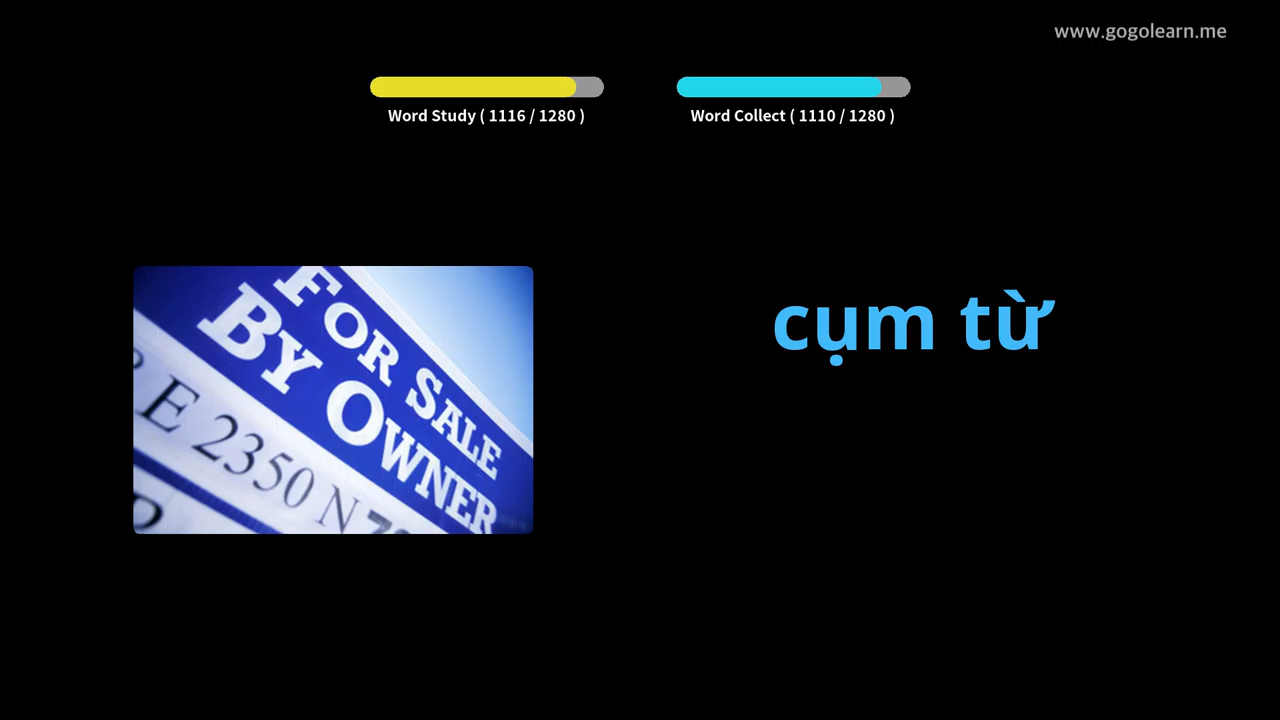 www.gogolearn.me
Word Study ( 1116 / 1280 )
Word Collect ( 1110 / 1280 )
cụm từ
FOR SALE
BY OWNER
E 2350 N